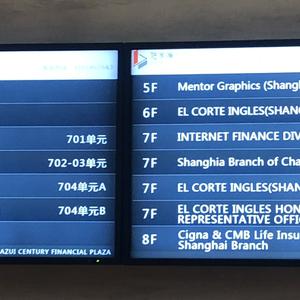 701单元
702-03单元
704单元A
704单元B
AZUI CENTURY FINANCIAL PLAZA
5F Mentor Graphics (Shang
6F EL CORTE INGLES(SHANG
7F INTERNET FINANCE DIV
7F Shanghia Branch of Cha
7F EL CORTE INGLES(SHAN
7F EL CORTE INGLES HON
REPRESENTATIVE OFFIC
8F Cigna & CMB Life Insu
Shanghai Branch